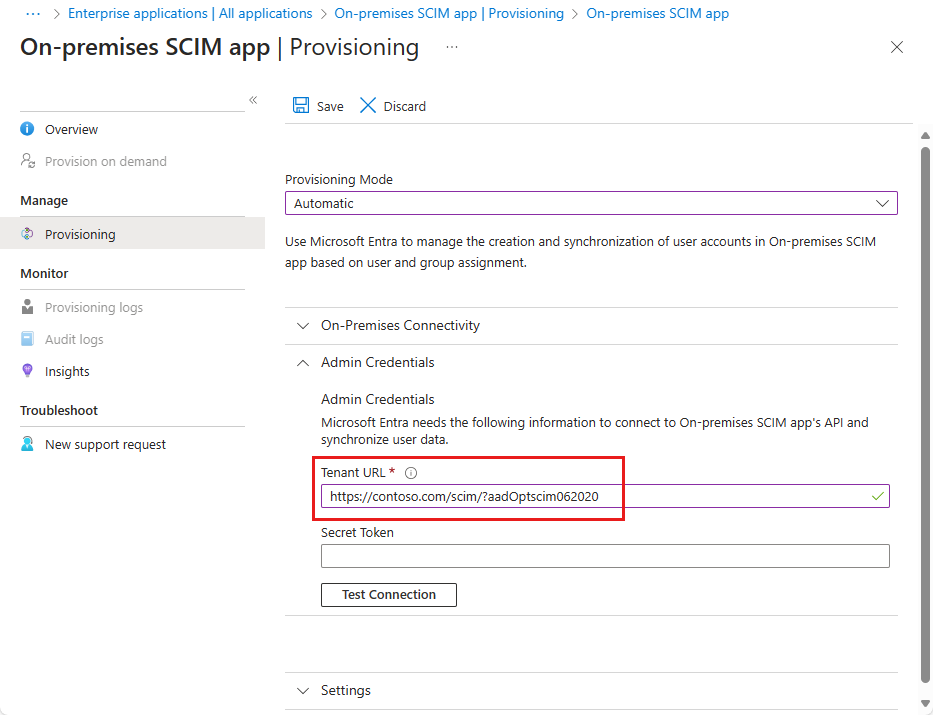 ··· > Enterprise applications | All applications > On-premises SCIM app | Provisioning > On-premises SCIM app
On-premises SCIM app | Provisioning ···
«
Save Discard
Overview
Provision on demand
Manage
Provisioning
Monitor
Provisioning logs
Audit logs
Insights
Troubleshoot
New support request
Provisioning Mode
Automatic
Use Microsoft Entra to manage the creation and synchronization of user accounts in On-premises SCIM
app based on user and group assignment.
On-Premises Connectivity
Admin Credentials
Admin Credentials
Microsoft Entra needs the following information to connect to On-premises SCIM app's API and
synchronize user data.
Tenant URL *
https://contoso.com/scim/?aadOptscim062020
Secret Token
Test Connection
Settings